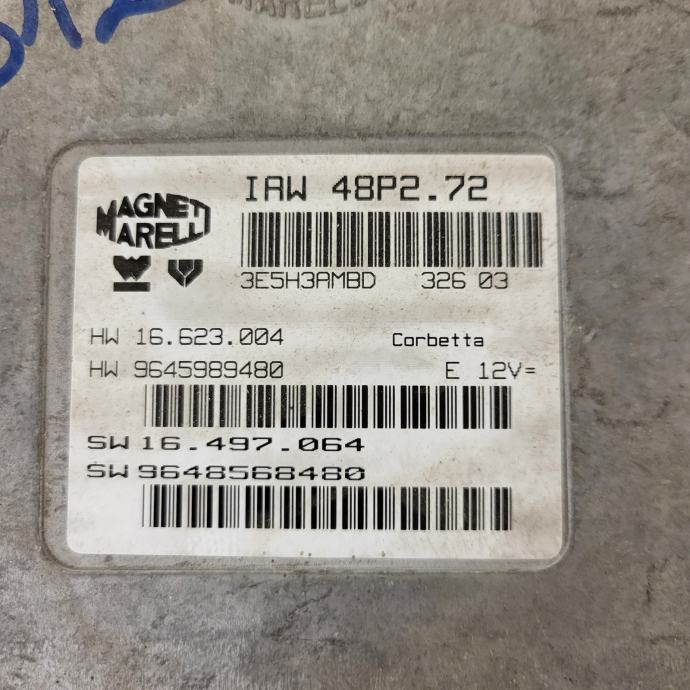 MARELLI
IAW 48P2.72
MAGNETI
MARELLI
3E5H3AMBD 326 03
HW 16.623.004 Corbetta
HW 9645989480 E 12V=
SW 16.497.064
SW 9648568480